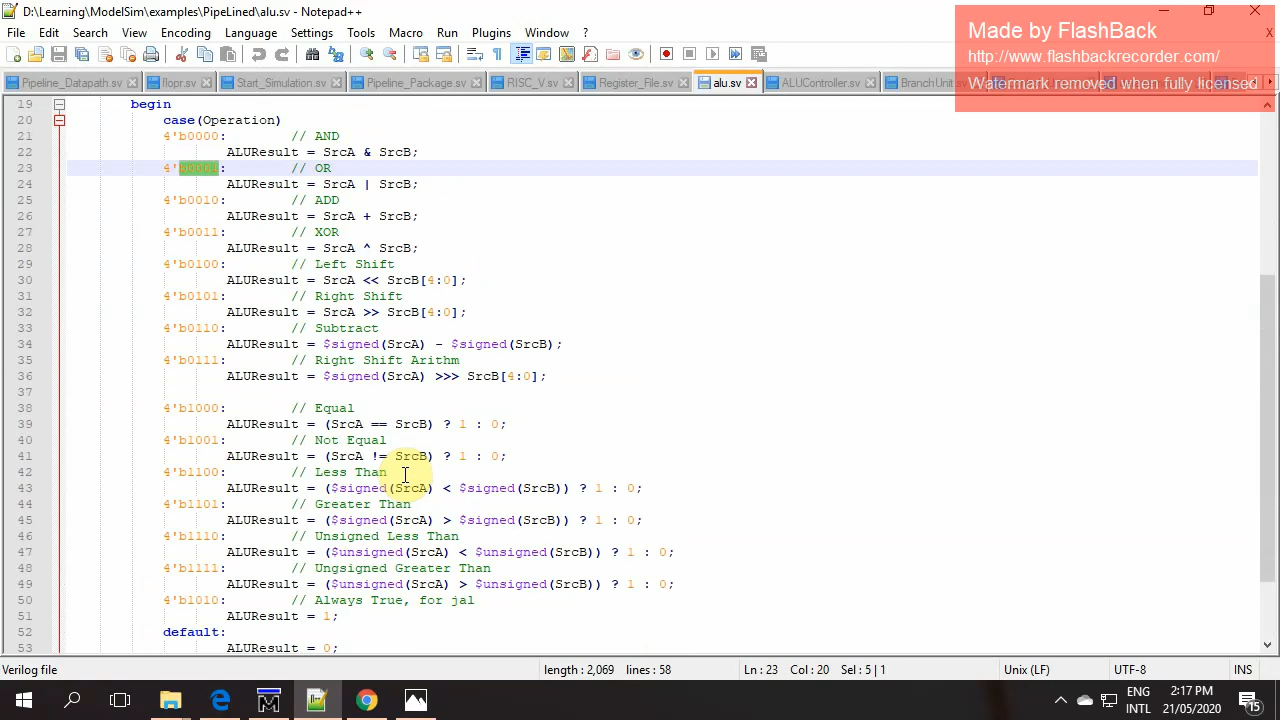 D:\Learning\ModelSim\examples\PipeLined\alu.sv - Notepad++
Made by FlashBack
http://www.flashbackrecorder.com/
Watermark removed when fully licensed
File Edit Search View Encoding Language Settings Tools Macro Run Plugins Window ? X
Pipeline_Datapath.sv flopr.sv Start_Simulation.sv Pipeline_Package.sv RISC_V.sv Register_File.sv alu.sv ALUController.sv BranchUnit.sv
19 begin
20 case(Operation)
21 4'b0000: // AND
22 ALUResult = SrcA & SrcB;
23 4'b0001: // OR
24 ALUResult = SrcA | SrcB;
25 4'b0010: // ADD
26 ALUResult = SrcA + SrcB;
27 4'b0011: // XOR
28 ALUResult = SrcA ^ SrcB;
29 4'b0100: // Left Shift
30 ALUResult = SrcA << SrcB[4:0];
31 4'b0101: // Right Shift
32 ALUResult = SrcA >> SrcB[4:0];
33 4'b0110: // Subtract
34 ALUResult = $signed(SrcA) - $signed(SrcB);
35 4'b0111: // Right Shift Arithm
36 ALUResult = $signed(SrcA) >>> SrcB[4:0];
37
38 4'b1000: // Equal
39 ALUResult = (SrcA == SrcB) ? 1 : 0;
40 4'b1001: // Not Equal
41 ALUResult = (SrcA != SrcB) ? 1 : 0;
42 4'b1100: // Less Than
43 ALUResult = ($signed(SrcA) < $signed(SrcB)) ? 1 : 0;
44 4'b1101: // Greater Than
45 ALUResult = ($signed(SrcA) > $signed(SrcB)) ? 1 : 0;
46 4'b1110: // Unsigned Less Than
47 ALUResult = ($unsigned(SrcA) < $unsigned(SrcB)) ? 1 : 0;
48 4'b1111: // Ungsigned Greater Than
49 ALUResult = ($unsigned(SrcA) > $unsigned(SrcB)) ? 1 : 0;
50 4'b1010: // Always True, for jal
51 ALUResult = 1;
52 default:
53 ALUResult = 0;
Verilog file length : 2,069 lines : 58 Ln : 23 Col : 20 Sel : 5 | 1 Unix (LF) UTF-8 INS
ENG 2:17 PM
INTL 21/05/2020 15